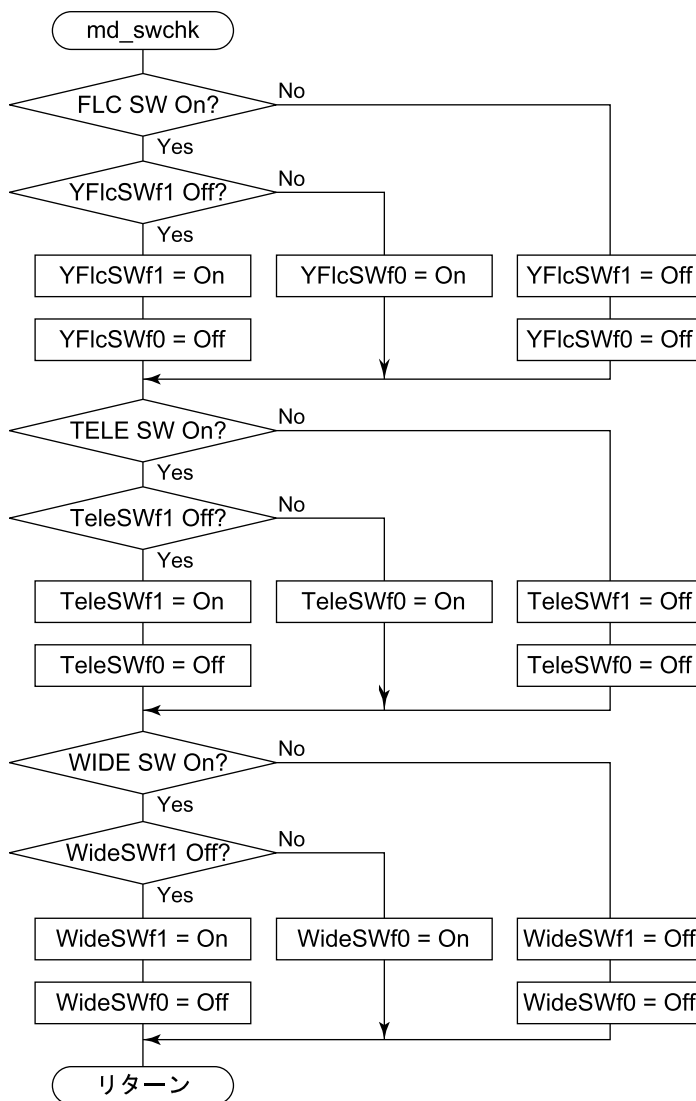 md_swchk
FLC SW On?
No
Yes
YFlcSWf1 Off?
No
Yes
YFlcSWf1 = On
YFlcSWf0 = On
YFlcSWf1 = Off
YFlcSWf0 = Off
YFlcSWf0 = Off
TELE SW On?
No
Yes
TeleSWf1 Off?
No
Yes
TeleSWf1 = On
TeleSWf0 = On
TeleSWf1 = Off
TeleSWf0 = Off
TeleSWf0 = Off
WIDE SW On?
No
Yes
WideSWf1 Off?
No
Yes
WideSWf1 = On
WideSWf0 = On
WideSWf1 = Off
WideSWf0 = Off
WideSWf0 = Off
リターン